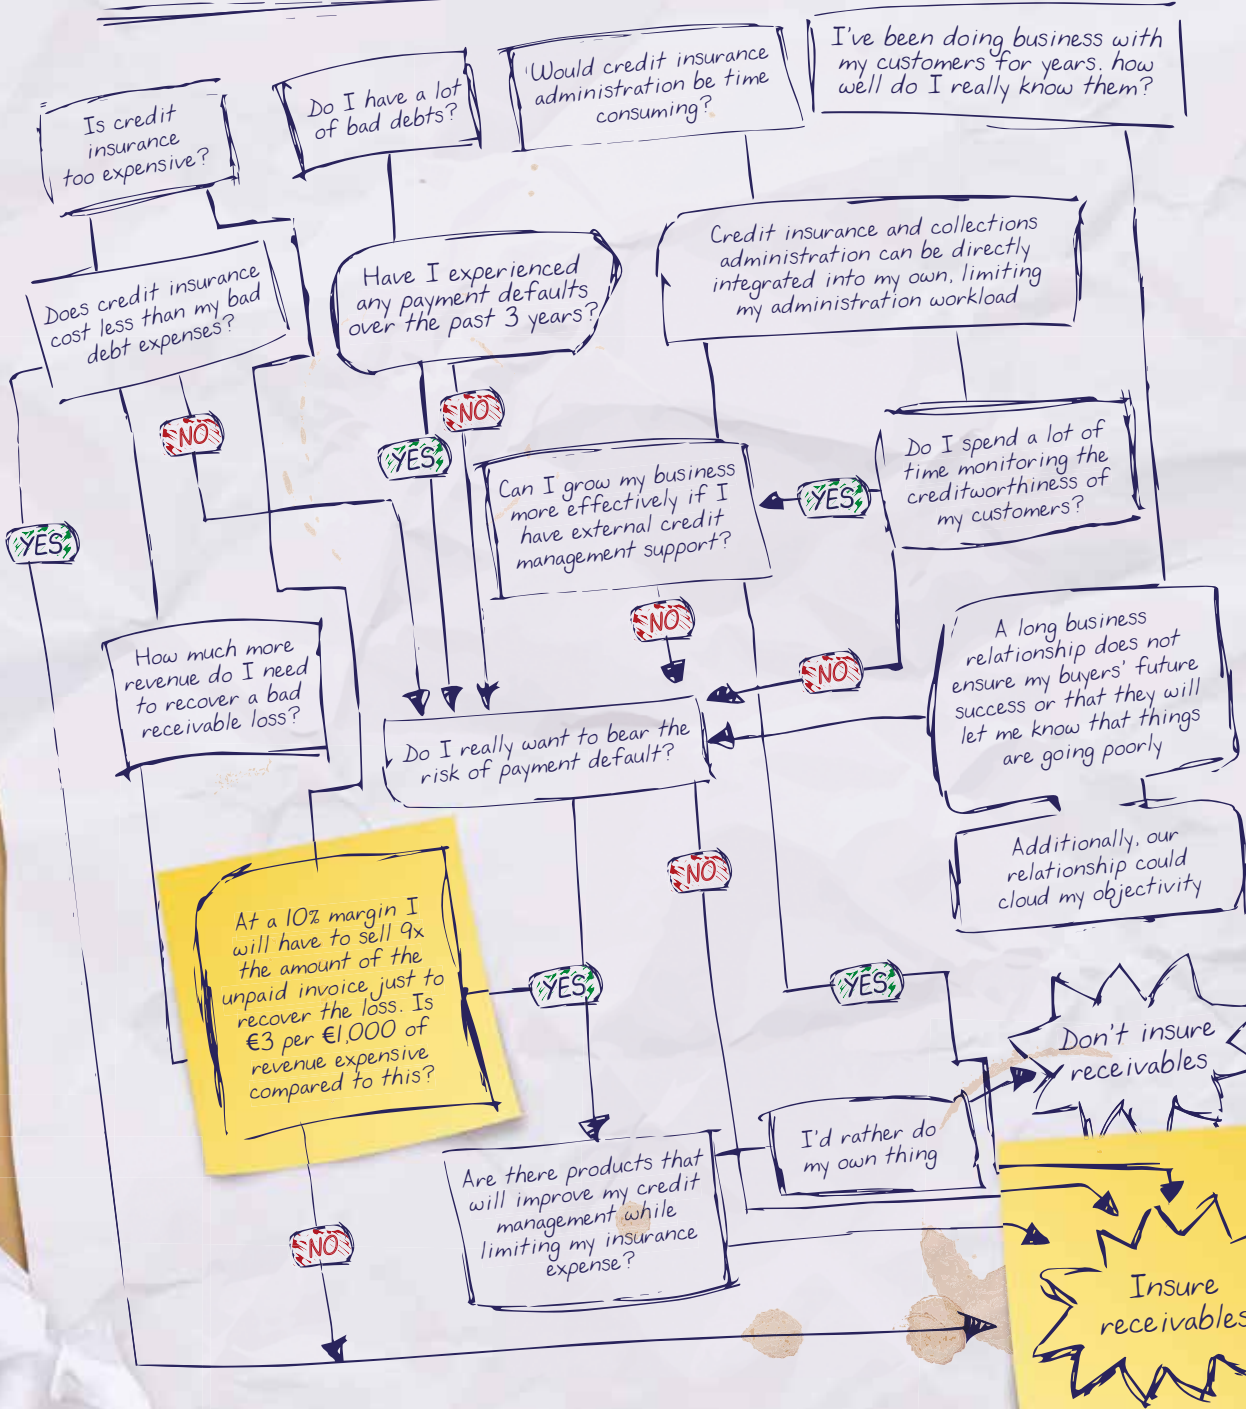 Is credit
insurance
too expensive?
Do I have a lot
of bad debts?
Would credit insurance
administration be time
consuming?
I've been doing business with
my customers for years. how
well do I really know them?
Does credit insurance
cost less than my bad
debt expenses?
Have I experienced
any payment defaults
over the past 3 years?
Credit insurance and collections
administration can be directly
integrated into my own, limiting
my administration workload
NO
NO
YES
YES
Can I grow my business
more effectively if I
have external credit
management support?
YES
Do I spend a lot of
time monitoring the
creditworthiness of
my customers?
How much more
revenue do I need
to recover a bad
receivable loss?
NO
NO
A long business
relationship does not
ensure my buyers' future
success or that they will
let me know that things
are going poorly
Do I really want to bear the
risk of payment default?
Additionally, our
relationship could
cloud my objectivity
NO
At a 10% margin I
will have to sell 9x
the amount of the
unpaid invoice just to
recover the loss. Is
€3 per €1,000 of
revenue expensive
compared to this?
YES
YES
Don't insure
receivables
I'd rather do
my own thing
Are there products that
will improve my credit
management while
limiting my insurance
expense?
NO
Insure
receivables